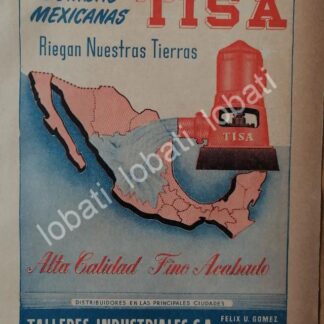 MEXICANAS
TISA
Riegan Nuestras Tierras
TISA
lobati lobati lobati
Alta Calidad Fino Acabado
DISTRIBUIDORES EN LAS PRINCIPALES CIUDADES
TALLERES INDUSTRIALES S.A.
FELIX U. GOMEZ